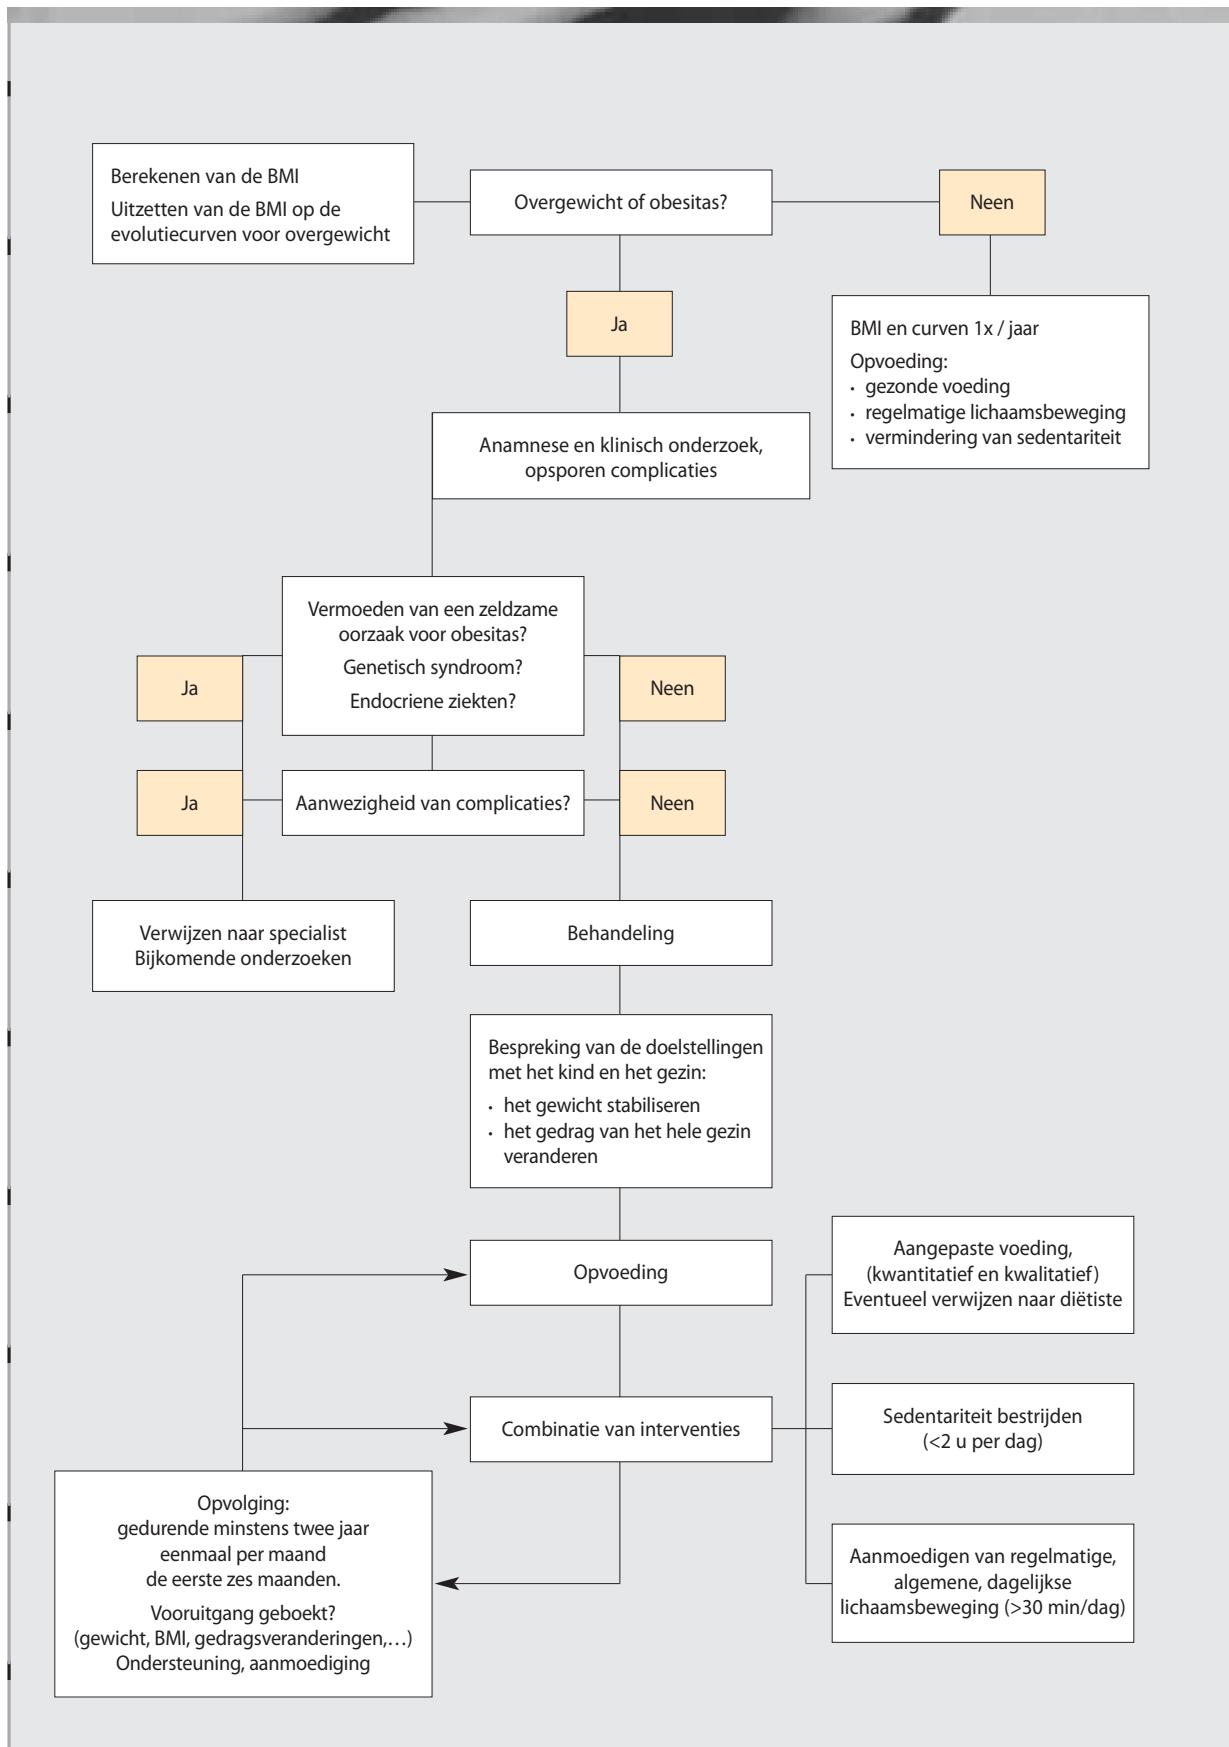 Berekenen van de BMI
Uitzetten van de BMI op de
evolutiecurven voor overgewicht
Overgewicht of obesitas?
Neen
Ja
BMI en curven 1x / jaar
Opvoeding:
· gezonde voeding
· regelmatige lichaamsbeweging
· vermindering van sedentariteit
Anamnese en klinisch onderzoek,
opsporen complicaties
Vermoeden van een zeldzame
oorzaak voor obesitas?
Genetisch syndroom?
Endocriene ziekten?
Ja
Neen
Ja
Aanwezigheid van complicaties?
Neen
Verwijzen naar specialist
Bijkomende onderzoeken
Behandeling
Bespreking van de doelstellingen
met het kind en het gezin:
· het gewicht stabiliseren
· het gedrag van het hele gezin
veranderen
Opvoeding
Aangepaste voeding,
(kwantitatief en kwalitatief)
Eventueel verwijzen naar diëtiste
Combinatie van interventies
Sedentariteit bestrijden
(<2 u per dag)
Opvolging:
gedurende minstens twee jaar
eenmaal per maand
de eerste zes maanden.
Vooruitgang geboekt?
(gewicht, BMI, gedragsveranderingen,…)
Ondersteuning, aanmoediging
Aanmoedigen van regelmatige,
algemene, dagelijkse
lichaamsbeweging (>30 min/dag)